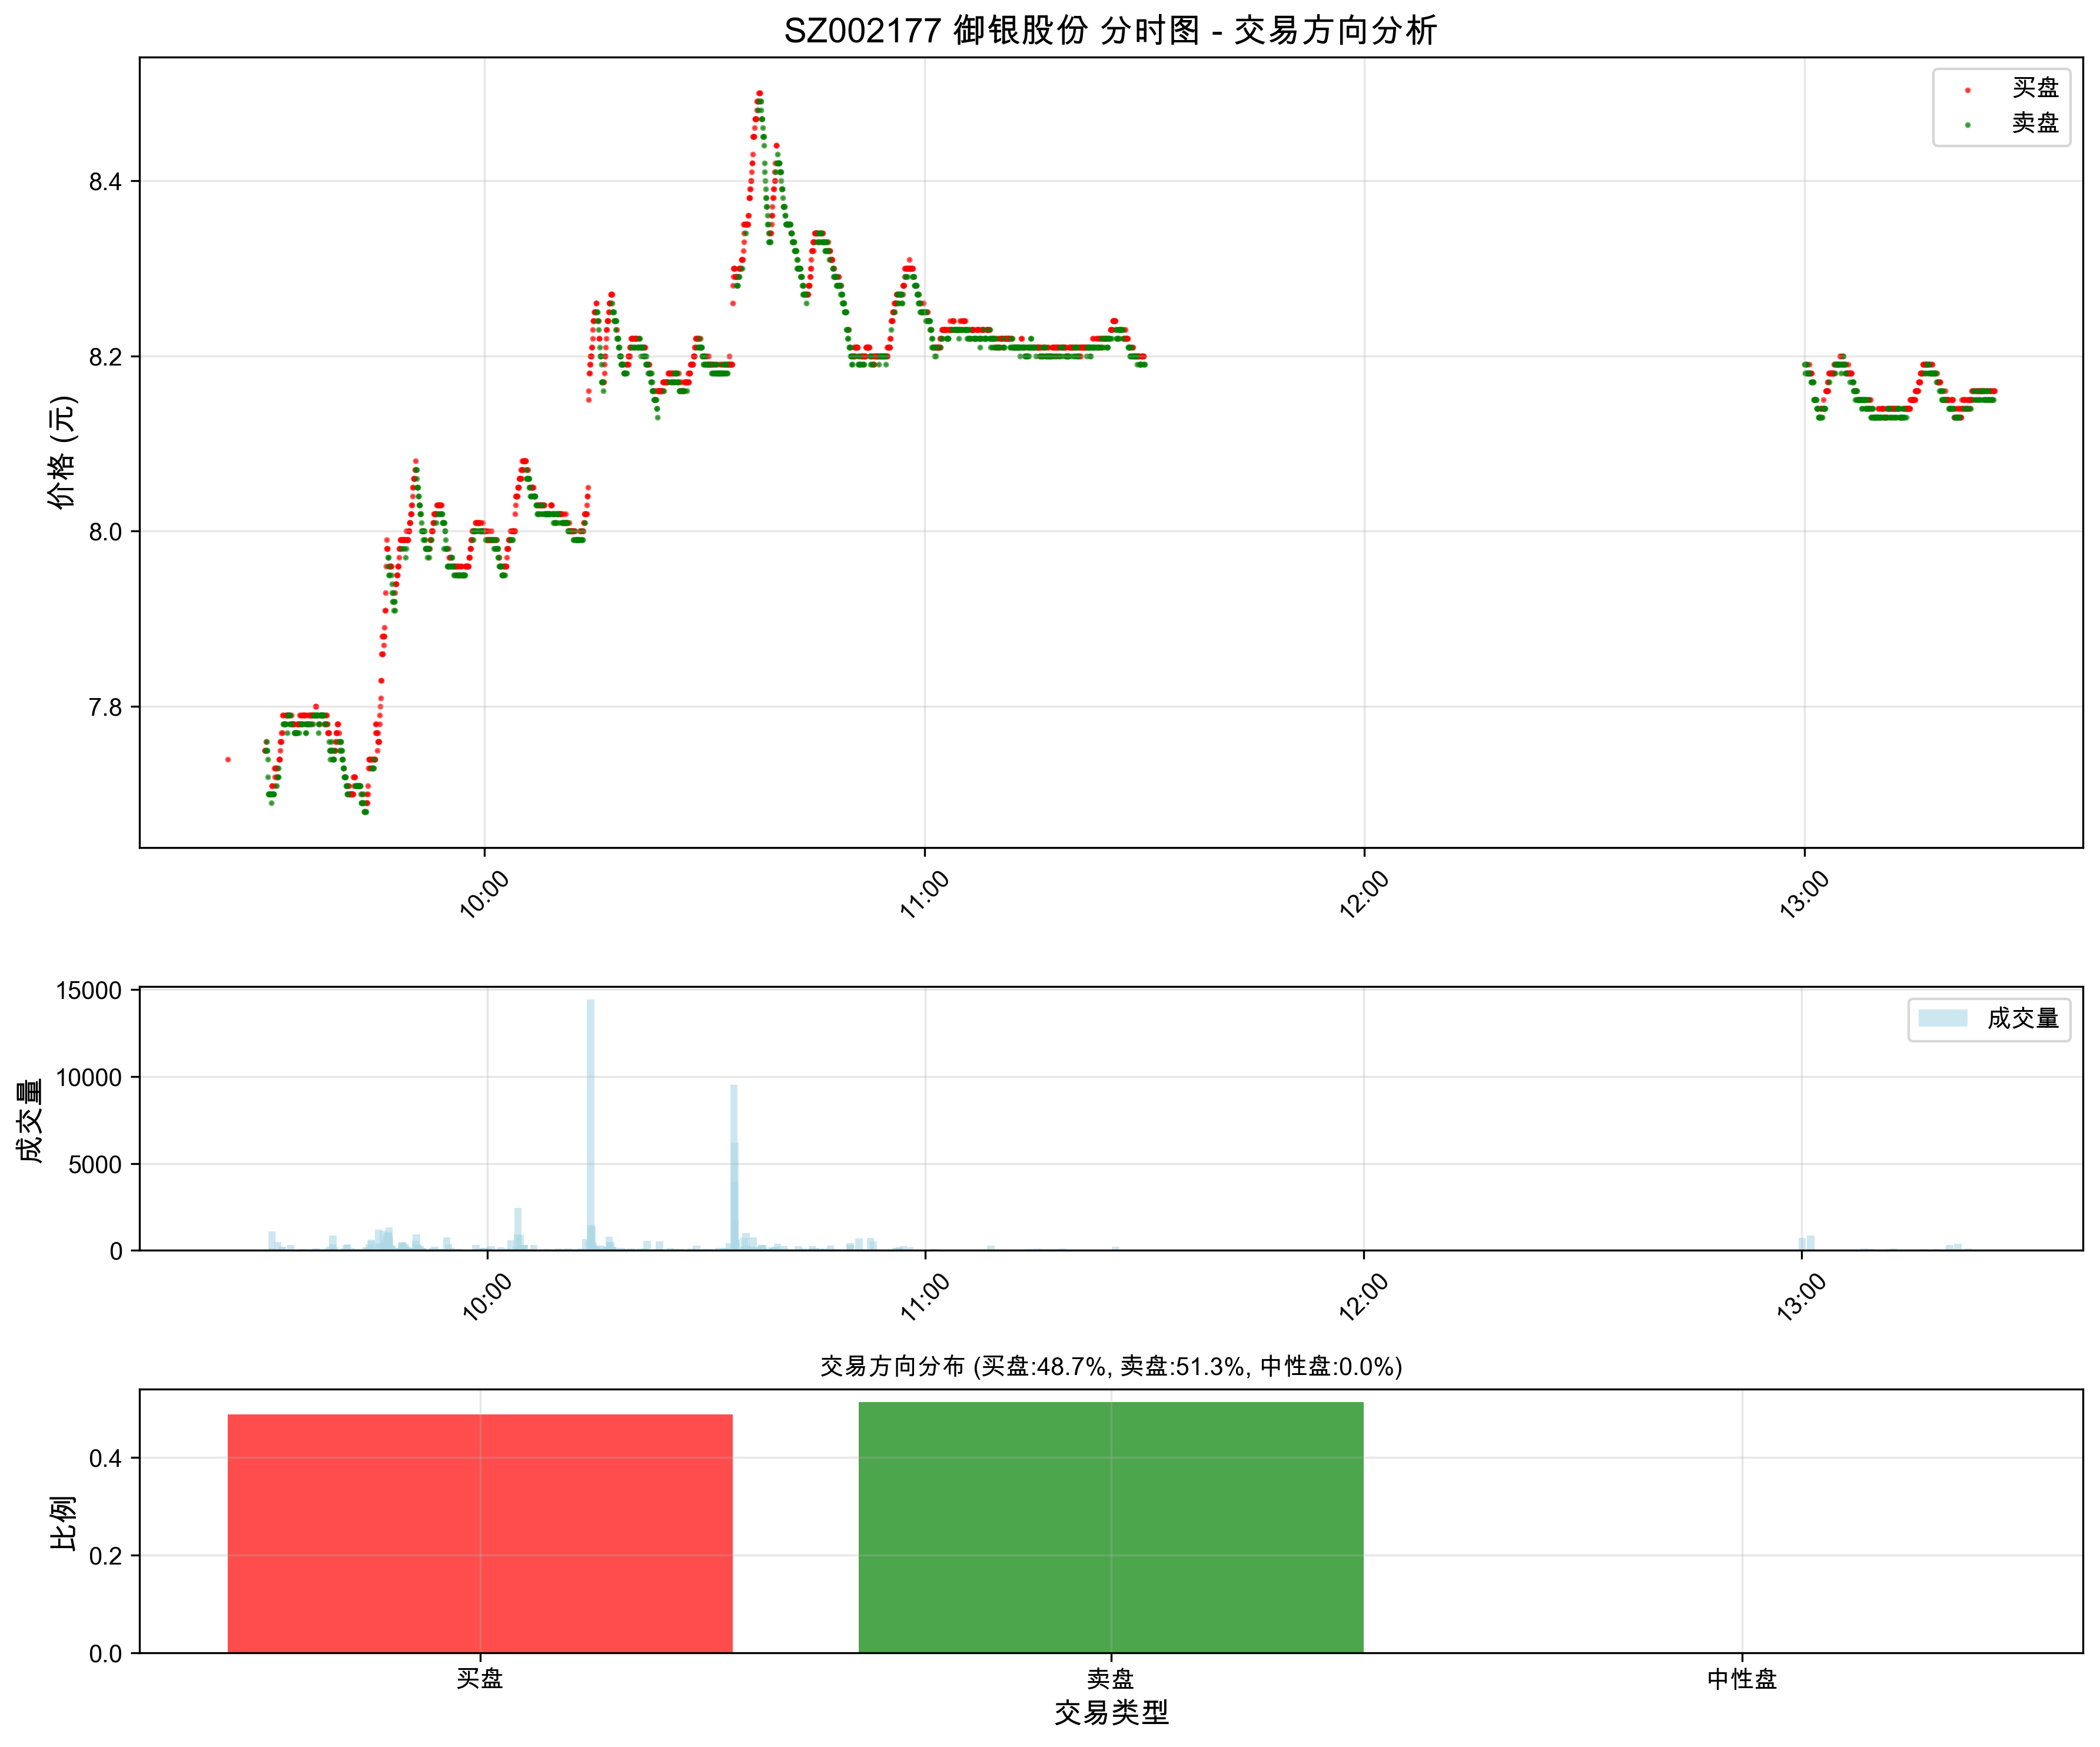 SZ002177 御银股份 分时图 - 交易方向分析
买盘
卖盘
价格 (元)
8.4
8.2
8.0
7.8
10:00
11:00
12:00
13:00
成交量
成交量
15000
10000
5000
0
10:00
11:00
12:00
13:00
交易方向分布 (买盘:48.7%, 卖盘:51.3%, 中性盘:0.0%)
比例
0.4
0.2
0.0
买盘
卖盘
中性盘
交易类型